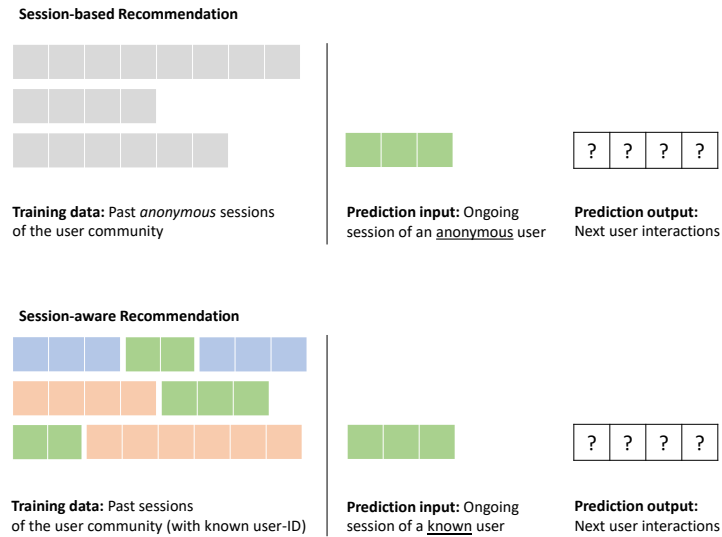 Session-based Recommendation
? ? ? ?
Training data: Past anonymous sessions
of the user community
Prediction input: Ongoing
session of an anonymous user
Prediction output:
Next user interactions
Session-aware Recommendation
? ? ? ?
Training data: Past sessions
of the user community (with known user-ID)
Prediction input: Ongoing
session of a known user
Prediction output:
Next user interactions